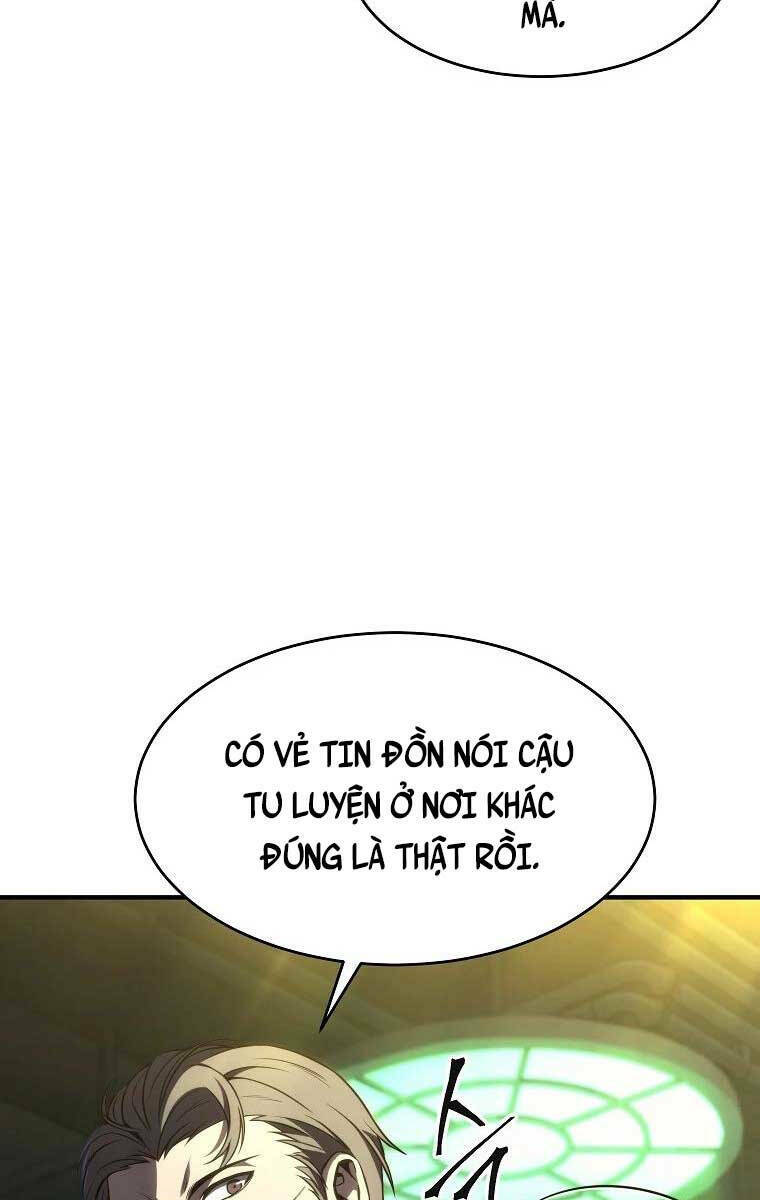 MÁ.
CÓ VẺ TIN ĐỒN NÓI CẬU
TU LUYỆN Ở NƠI KHÁC
ĐÚNG LÀ THẬT RỒI.